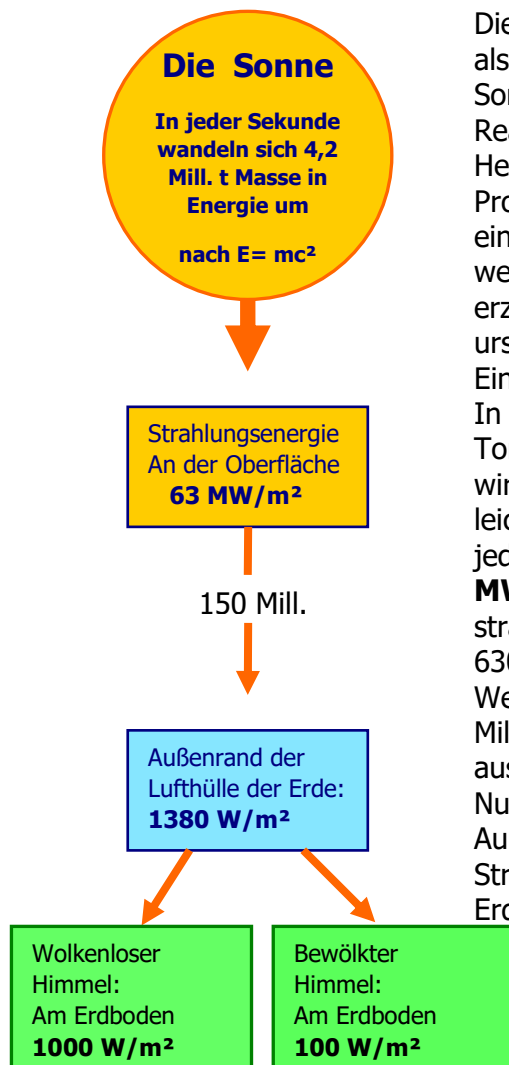 Die Sonne
In jeder Sekunde
wandeln sich 4,2
Mill. t Masse in
Energie um
nach E= mc²
Strahlungsenergie
An der Oberfläche
63 MW/m²
150 Mill.
Außenrand der
Lufthülle der Erde:
1380 W/m²
Wolkenloser
Himmel:
Am Erdboden
1000 W/m²
Bewölkter
Himmel:
Am Erdboden
100 W/m²
In